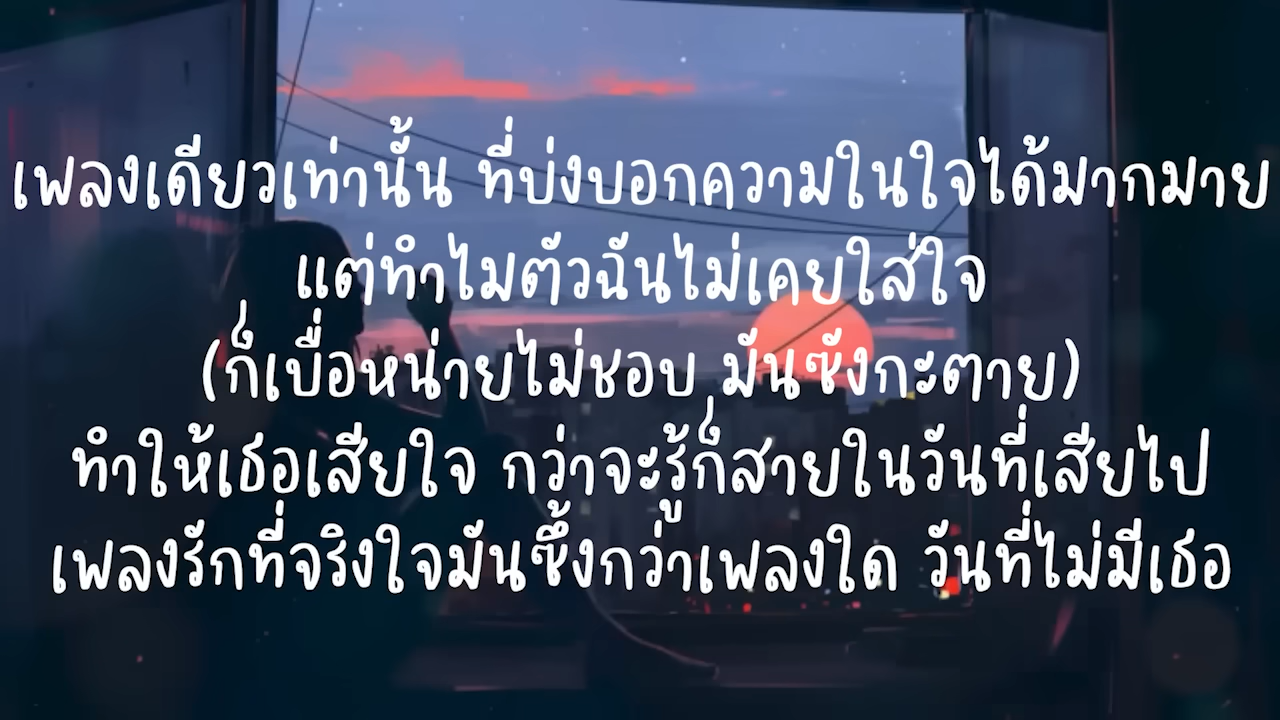 เพลงเดียวเท่านั้น ที่บ่งบอกความในใจได้มากมาย
แต่ทำไมตัวฉันไม่เคยใส่ใจ
(ก็เบื่อหน่ายไม่ชอบ มันซังกะตาย)
ทำให้เธอเสียใจ กว่าจะรู้ก็สายในวันที่เสียไป
เพลงรักที่จริงใจมันซึ้งกว่าเพลงใด วันที่ไม่มีเธอ